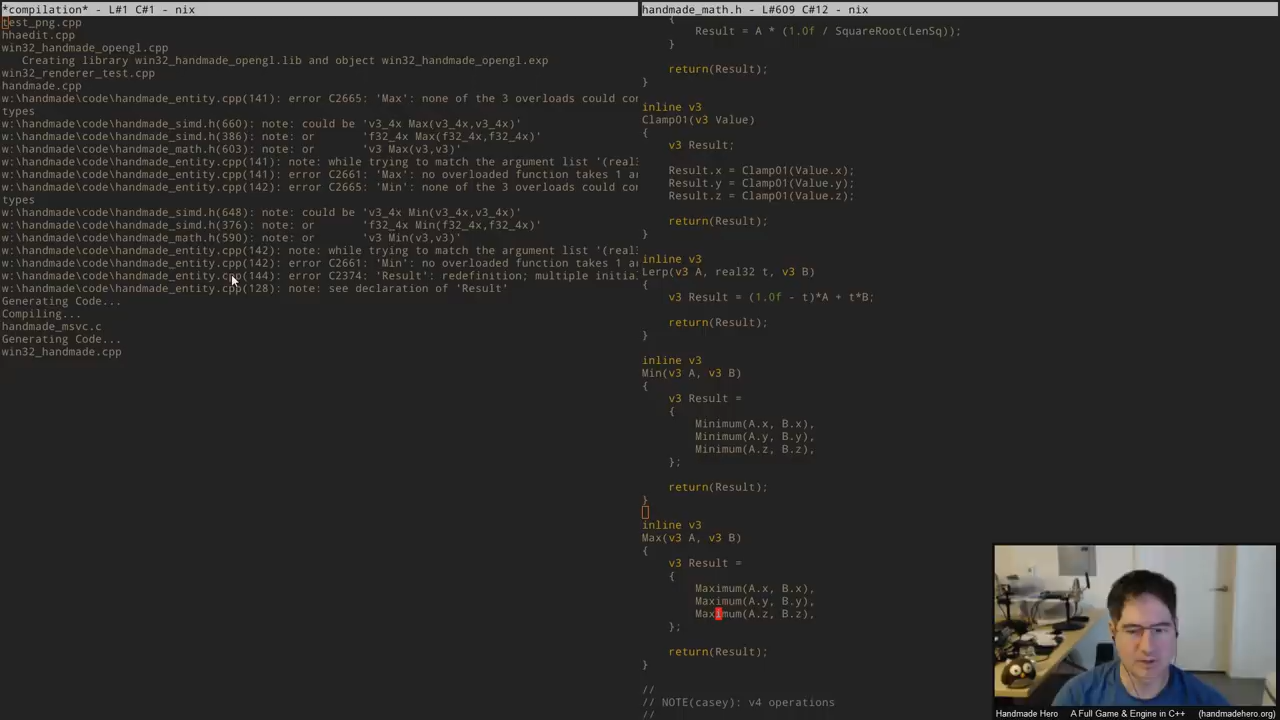 *compilation* - L#1 C#1 - nix
test_png.cpp
hhaedit.cpp
win32_handmade_opengl.cpp
   Creating library win32_handmade_opengl.lib and object win32_handmade_opengl.exp
win32_renderer_test.cpp
handmade.cpp
w:\handmade\code\handmade_entity.cpp(141): error C2665: 'Max': none of the 3 overloads could con
types
w:\handmade\code\handmade_simd.h(660): note: could be 'v3_4x Max(v3_4x,v3_4x)'
w:\handmade\code\handmade_simd.h(386): note: or       'f32_4x Max(f32_4x,f32_4x)'
w:\handmade\code\handmade_math.h(603): note: or       'v3 Max(v3,v3)'
w:\handmade\code\handmade_entity.cpp(141): note: while trying to match the argument list '(real3
w:\handmade\code\handmade_entity.cpp(141): error C2661: 'Max': no overloaded function takes 1 ar
w:\handmade\code\handmade_entity.cpp(142): error C2665: 'Min': none of the 3 overloads could con
types
w:\handmade\code\handmade_simd.h(648): note: could be 'v3_4x Min(v3_4x,v3_4x)'
w:\handmade\code\handmade_simd.h(376): note: or       'f32_4x Min(f32_4x,f32_4x)'
w:\handmade\code\handmade_math.h(590): note: or       'v3 Min(v3,v3)'
w:\handmade\code\handmade_entity.cpp(142): note: while trying to match the argument list '(real3
w:\handmade\code\handmade_entity.cpp(142): error C2661: 'Min': no overloaded function takes 1 ar
w:\handmade\code\handmade_entity.cpp(144): error C2374: 'Result': redefinition; multiple initia
w:\handmade\code\handmade_entity.cpp(128): note: see declaration of 'Result'
Generating Code...
Compiling...
handmade_msvc.c
Generating Code...
win32_handmade.cpp
handmade_math.h - L#609 C#12 - nix
{
Result = A * (1.0f / SquareRoot(LenSq));
}
return(Result);
}
inline v3
Clamp01(v3 Value)
{
v3 Result;
Result.x = Clamp01(Value.x);
Result.y = Clamp01(Value.y);
Result.z = Clamp01(Value.z);
return(Result);
}
inline v3
Lerp(v3 A, real32 t, v3 B)
{
v3 Result = (1.0f - t)*A + t*B;
return(Result);
}
inline v3
Min(v3 A, v3 B)
{
v3 Result =
{
Minimum(A.x, B.x),
Minimum(A.y, B.y),
Minimum(A.z, B.z),
};
return(Result);
}
inline v3
Max(v3 A, v3 B)
{
v3 Result =
{
Maximum(A.x, B.x),
Maximum(A.y, B.y),
Maximum(A.z, B.z),
};
return(Result);
}
//
// NOTE(casey): v4 operations
//
Handmade Hero   A Full Game & Engine in C++   (handmadehero.org)